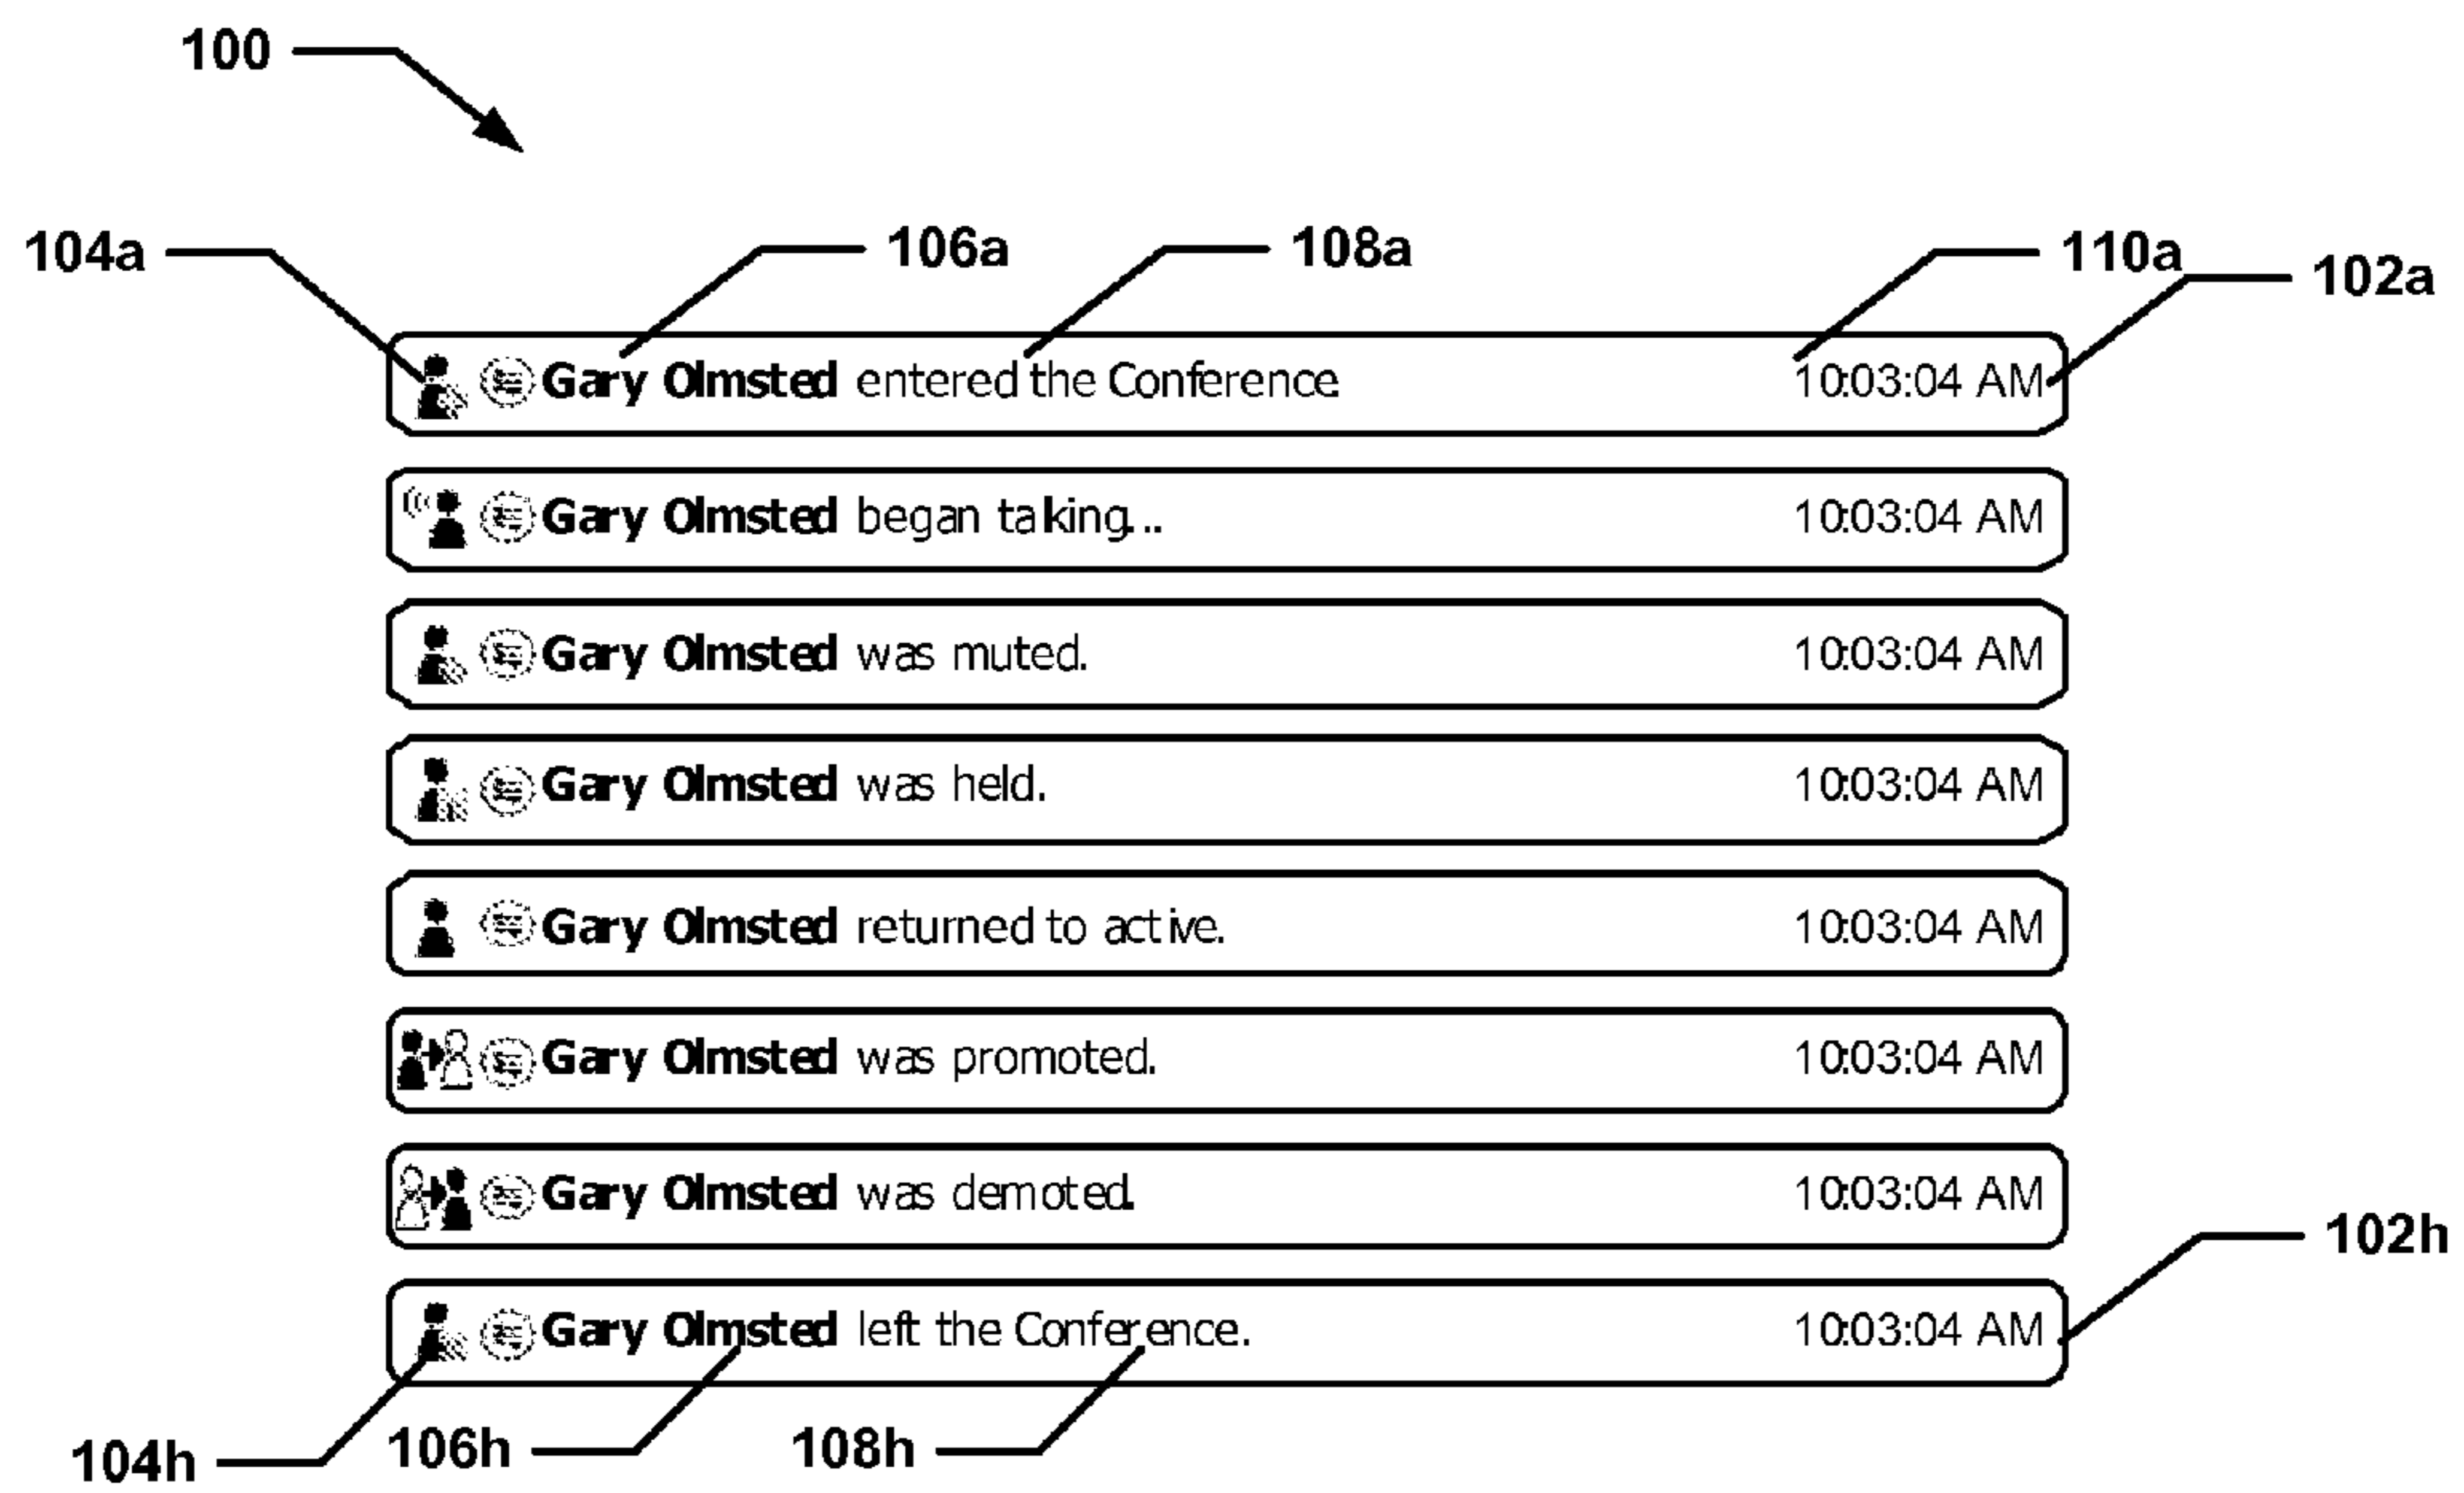 100
104a 106a 108a 110a 102a
Gary Olmsted entered the Conference. 10:03:04 AM
Gary Olmsted began taking... 10:03:04 AM
Gary Olmsted was muted. 10:03:04 AM
Gary Olmsted was held. 10:03:04 AM
Gary Olmsted returned to active. 10:03:04 AM
Gary Olmsted was promoted. 10:03:04 AM
Gary Olmsted was demoted. 10:03:04 AM
102h
Gary Olmsted left the Conference. 10:03:04 AM
104h 106h 108h